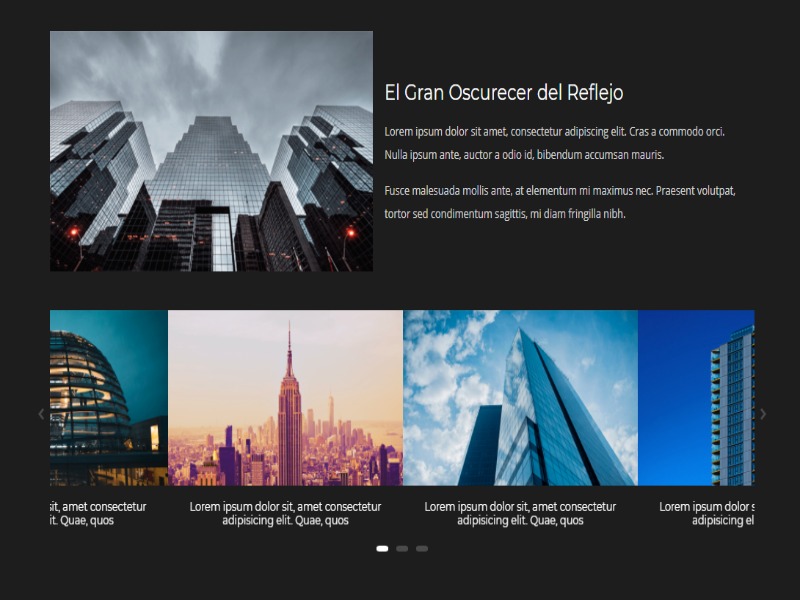 El Gran Oscurecer del Reflejo
Lorem ipsum dolor sit amet, consectetur adipiscing elit. Cras a commodo orci.
Nulla ipsum ante, auctor a odio id, bibendum accumsan mauris.
Fusce malesuada mollis ante, at elementum mi maximus nec. Praesent volutpat,
tortor sed condimentum sagittis, mi diam fringilla nibh.
sit, amet consectetur
it. Quae, quos
Lorem ipsum dolor sit, amet consectetur
adipisicing elit. Quae, quos
Lorem ipsum dolor sit, amet consectetur
adipisicing elit. Quae, quos
Lorem ipsum dolor s
adipisicing el